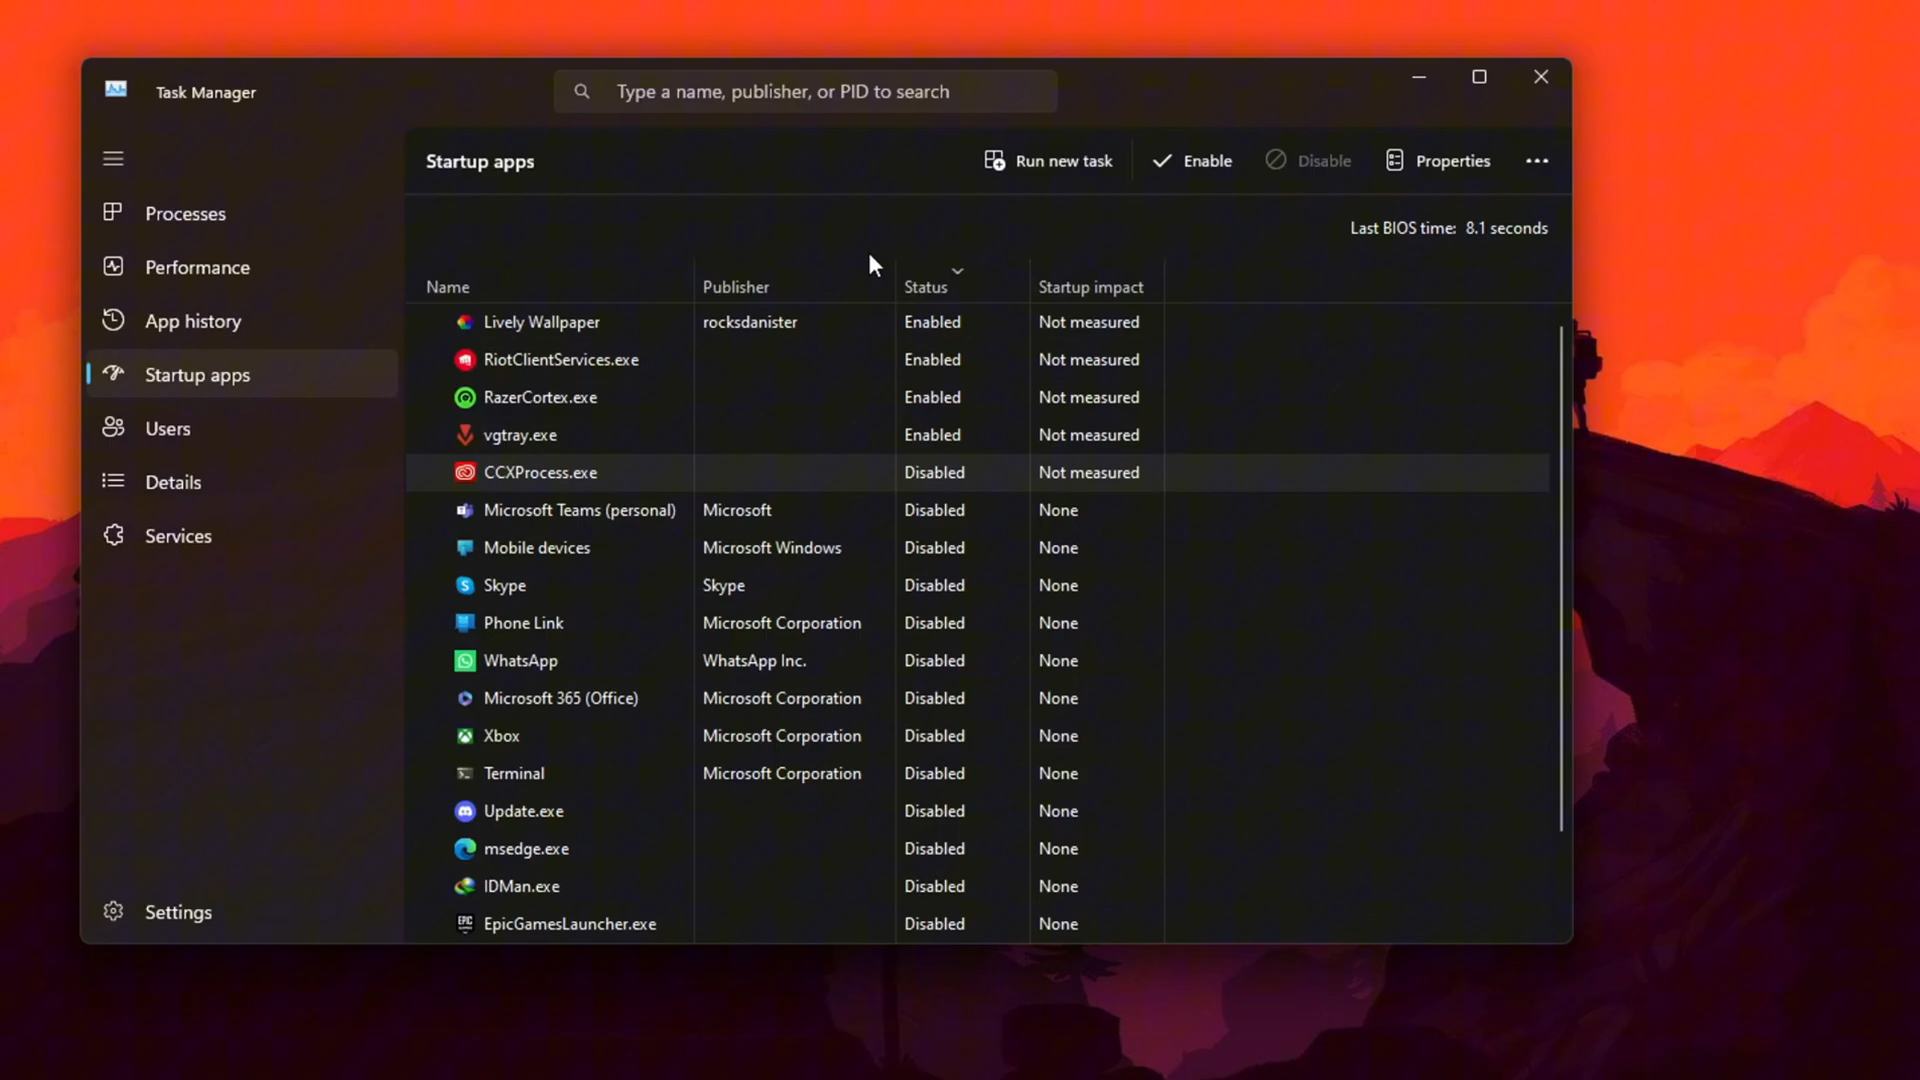 Task Manager
Type a name, publisher, or PID to search
Startup apps
Run new task
Enable
Disable
Properties
Processes
Performance
App history
Startup apps
Users
Details
Services
Settings
Last BIOS time: 8.1 seconds
Name Publisher Status Startup impact
Lively Wallpaper rocksdanister Enabled Not measured
RiotClientServices.exe Enabled Not measured
RazerCortex.exe Enabled Not measured
vgtray.exe Enabled Not measured
CCXProcess.exe Disabled Not measured
Microsoft Teams (personal) Microsoft Disabled None
Mobile devices Microsoft Windows Disabled None
Skype Skype Disabled None
Phone Link Microsoft Corporation Disabled None
WhatsApp WhatsApp Inc. Disabled None
Microsoft 365 (Office) Microsoft Corporation Disabled None
Xbox Microsoft Corporation Disabled None
Terminal Microsoft Corporation Disabled None
Update.exe Disabled None
msedge.exe Disabled None
IDMan.exe Disabled None
EpicGamesLauncher.exe Disabled None